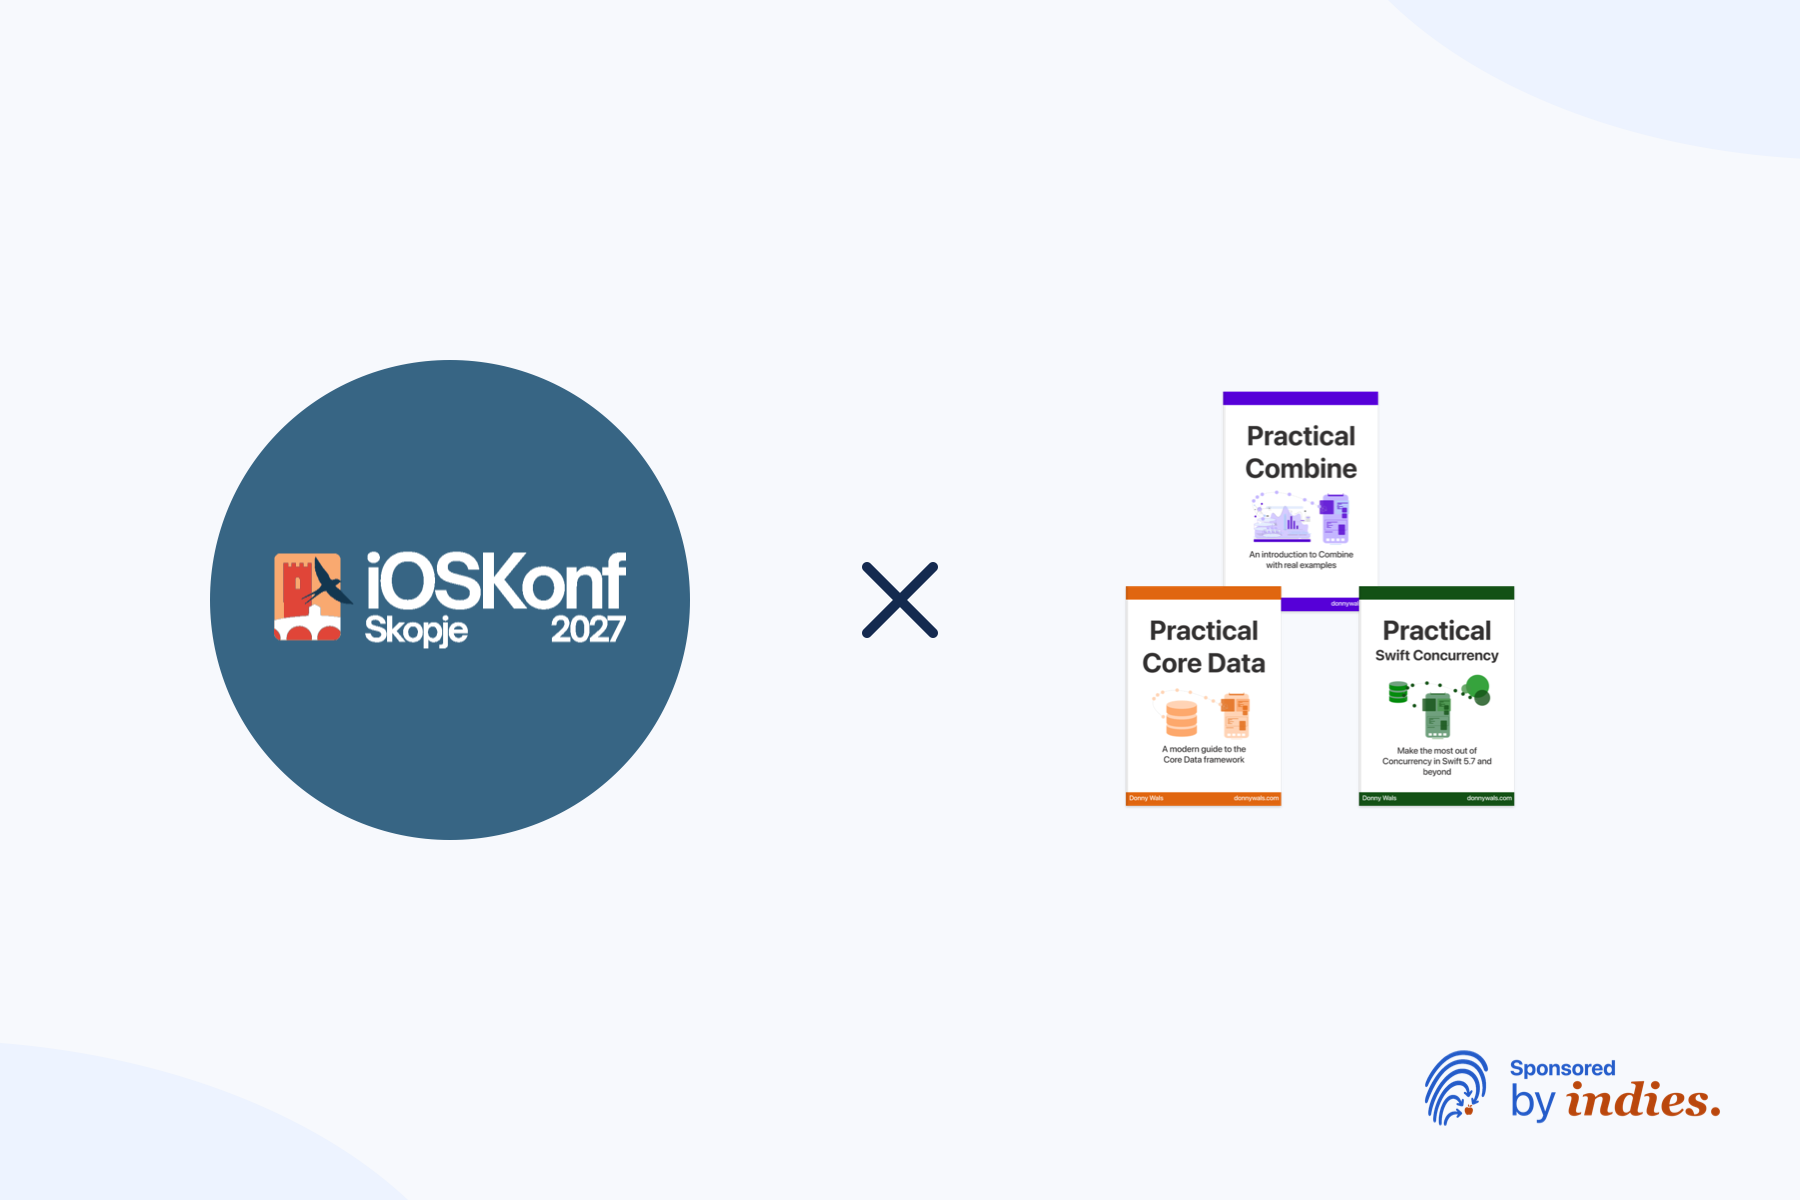 iOSKonf
Skopje 2027
Practical
Combine
An introduction to Combine
with real examples
Practical
Core Data
A modern guide to the
Core Data framework
Donny Wals donnywals.com
Practical
Swift Concurrency
Make the most out of
Concurrency in Swift 5.7 and
beyond
Donny Wals donnywals.com
Sponsored
by indies.